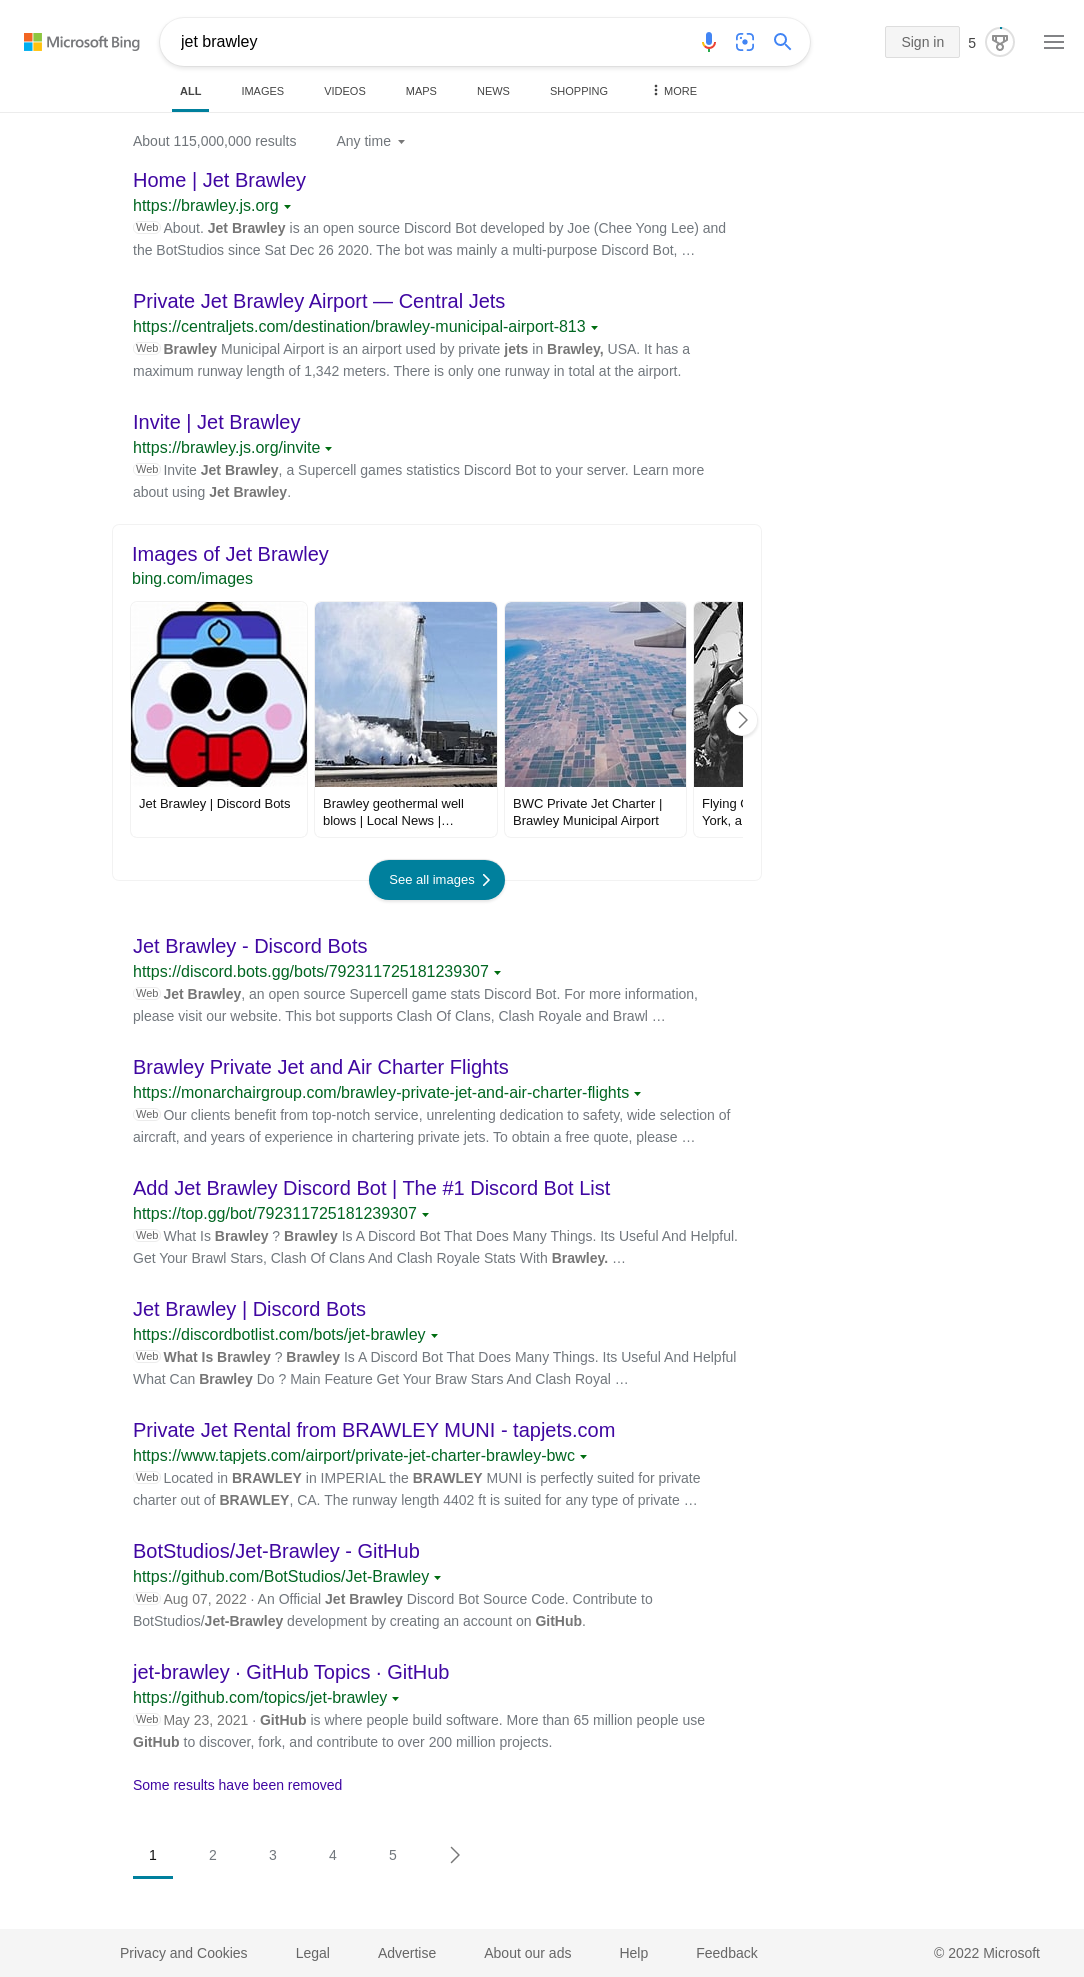 Microsoft Bing
jet brawley
Sign in
5
ALL
IMAGES
VIDEOS
MAPS
NEWS
SHOPPING
MORE
About 115,000,000 results
Any time
Home | Jet Brawley
https://brawley.js.org
Web About. Jet Brawley is an open source Discord Bot developed by Joe (Chee Yong Lee) and
the BotStudios since Sat Dec 26 2020. The bot was mainly a multi-purpose Discord Bot, …
Private Jet Brawley Airport — Central Jets
https://centraljets.com/destination/brawley-municipal-airport-813
Web Brawley Municipal Airport is an airport used by private jets in Brawley, USA. It has a
maximum runway length of 1,342 meters. There is only one runway in total at the airport.
Invite | Jet Brawley
https://brawley.js.org/invite
Web Invite Jet Brawley, a Supercell games statistics Discord Bot to your server. Learn more
about using Jet Brawley.
Images of Jet Brawley
bing.com/images
Jet Brawley | Discord Bots
Brawley geothermal well
blows | Local News |…
BWC Private Jet Charter |
Brawley Municipal Airport
Flying
York, a
See all images
Jet Brawley - Discord Bots
https://discord.bots.gg/bots/792311725181239307
Web Jet Brawley, an open source Supercell game stats Discord Bot. For more information,
please visit our website. This bot supports Clash Of Clans, Clash Royale and Brawl …
Brawley Private Jet and Air Charter Flights
https://monarchairgroup.com/brawley-private-jet-and-air-charter-flights
Web Our clients benefit from top-notch service, unrelenting dedication to safety, wide selection of
aircraft, and years of experience in chartering private jets. To obtain a free quote, please …
Add Jet Brawley Discord Bot | The #1 Discord Bot List
https://top.gg/bot/792311725181239307
Web What Is Brawley ? Brawley Is A Discord Bot That Does Many Things. Its Useful And Helpful.
Get Your Brawl Stars, Clash Of Clans And Clash Royale Stats With Brawley. …
Jet Brawley | Discord Bots
https://discordbotlist.com/bots/jet-brawley
Web What Is Brawley ? Brawley Is A Discord Bot That Does Many Things. Its Useful And Helpful
What Can Brawley Do ? Main Feature Get Your Braw Stars And Clash Royal …
Private Jet Rental from BRAWLEY MUNI - tapjets.com
https://www.tapjets.com/airport/private-jet-charter-brawley-bwc
Web Located in BRAWLEY in IMPERIAL the BRAWLEY MUNI is perfectly suited for private
charter out of BRAWLEY, CA. The runway length 4402 ft is suited for any type of private …
BotStudios/Jet-Brawley - GitHub
https://github.com/BotStudios/Jet-Brawley
Web Aug 07, 2022 · An Official Jet Brawley Discord Bot Source Code. Contribute to
BotStudios/Jet-Brawley development by creating an account on GitHub.
jet-brawley · GitHub Topics · GitHub
https://github.com/topics/jet-brawley
Web May 23, 2021 · GitHub is where people build software. More than 65 million people use
GitHub to discover, fork, and contribute to over 200 million projects.
Some results have been removed
1
2
3
4
5
Privacy and Cookies
Legal
Advertise
About our ads
Help
Feedback
© 2022 Microsoft